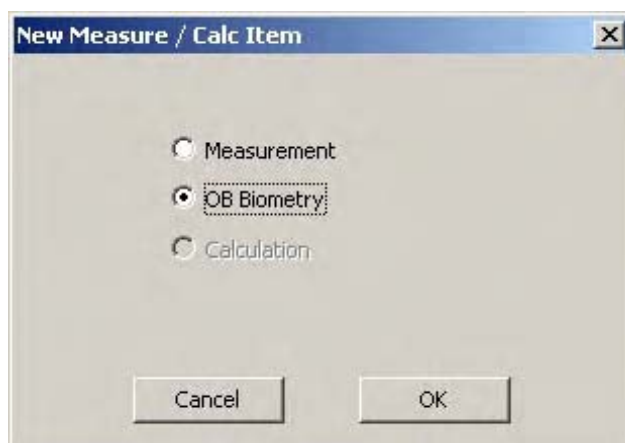 New Measure / Calc Item
Measurement
OB Biometry
Calculation
Cancel OK